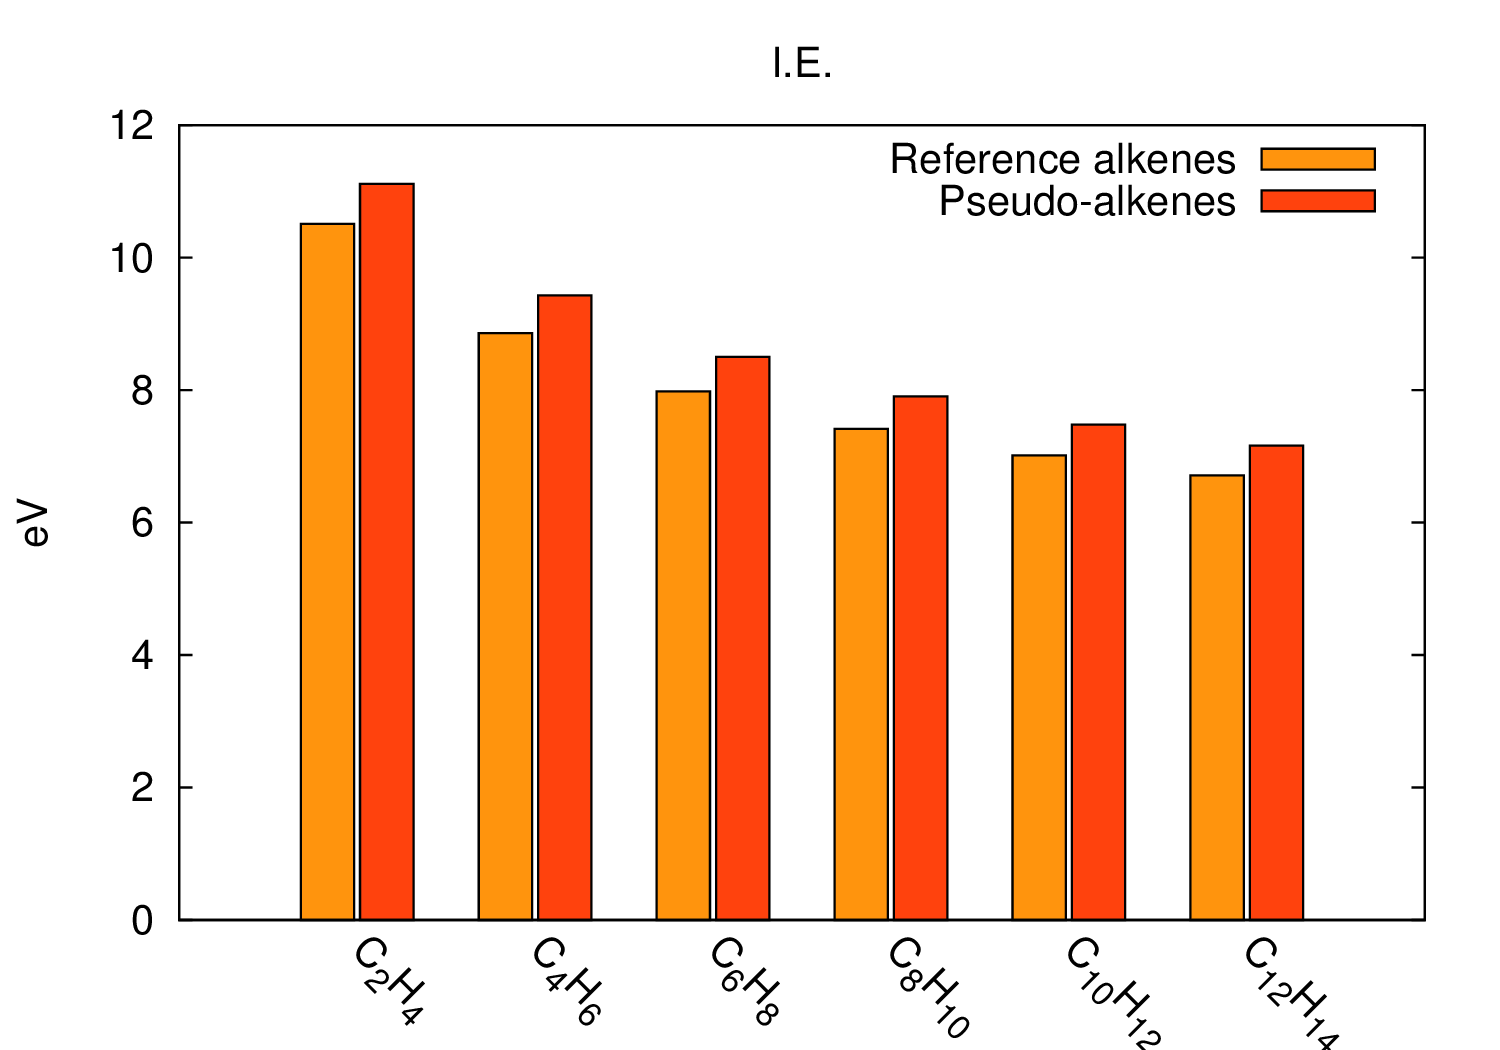 I.E.
12
10
8
6
4
2
0
eV
Reference alkenes
Pseudo-alkenes
C2H4
C4H6
C6H8
C8H10
C10H12
C12H14